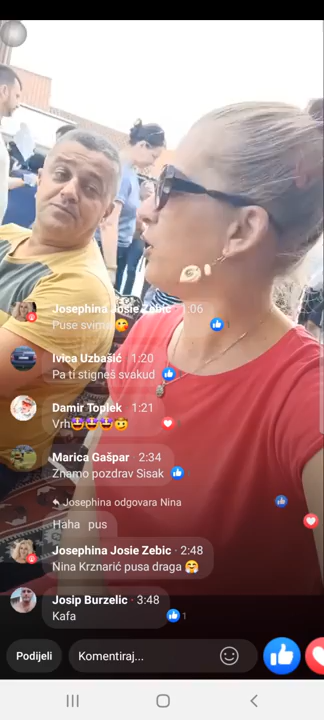 Josephina Josie Zebic · 1:06
Puse svima
Ivica Uzbašić · 1:20
Pa ti stigneš svakud
Damir Toplek · 1:21
Vrh🤩🤩🤩🤠
Marica Gašpar · 2:34
Znamo pozdrav Sisak
Josephina odgovara Nina
Haha pus
Josephina Josie Zebic · 2:48
Nina Krznarić pusa draga 🤗
Josip Burzelic · 3:48
Kafa
1
Podijeli
Komentiraj...